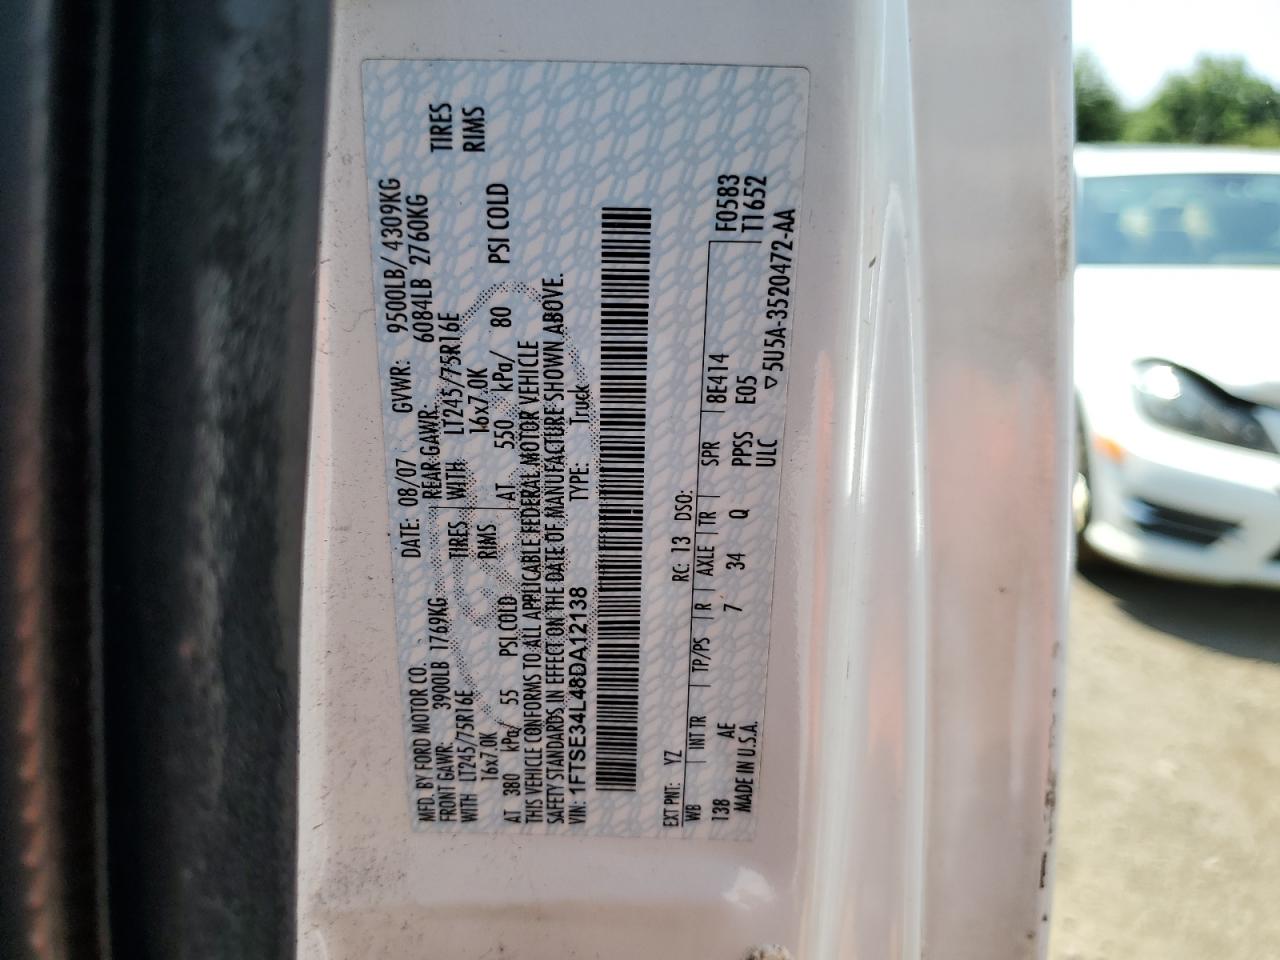 MFD. BY FORD MOTOR CO. DATE: 08/07 GVWR: 9500LB/ 4309KG
FRONT GAWR: 3900LB 1769KG REAR GAWR: 6084LB 2760KG
WITH LT245/75R16E TIRES WITH LT245/75R16E TIRES
16x7.0K RIMS 16x7.0K RIMS
AT 380 kPa/ 55 PSI COLD AT 550 kPa/ 80 PSI COLD
THIS VEHICLE CONFORMS TO ALL APPLICABLE FEDERAL MOTOR VEHICLE
SAFETY STANDARDS IN EFFECT ON THE DATE OF MANUFACTURE SHOWN ABOVE.
VIN: 1FTSE34L48DA12138 TYPE: Truck
EXT PNT: YZ RC: 13 DSO:
WB INT TR TP/PS R AXLE TR SPR 8E414 F0583
138 AE 7 34 Q PPSS E05 T1652
MADE IN U.S.A. ULC ▽5U5A-3520472-AA